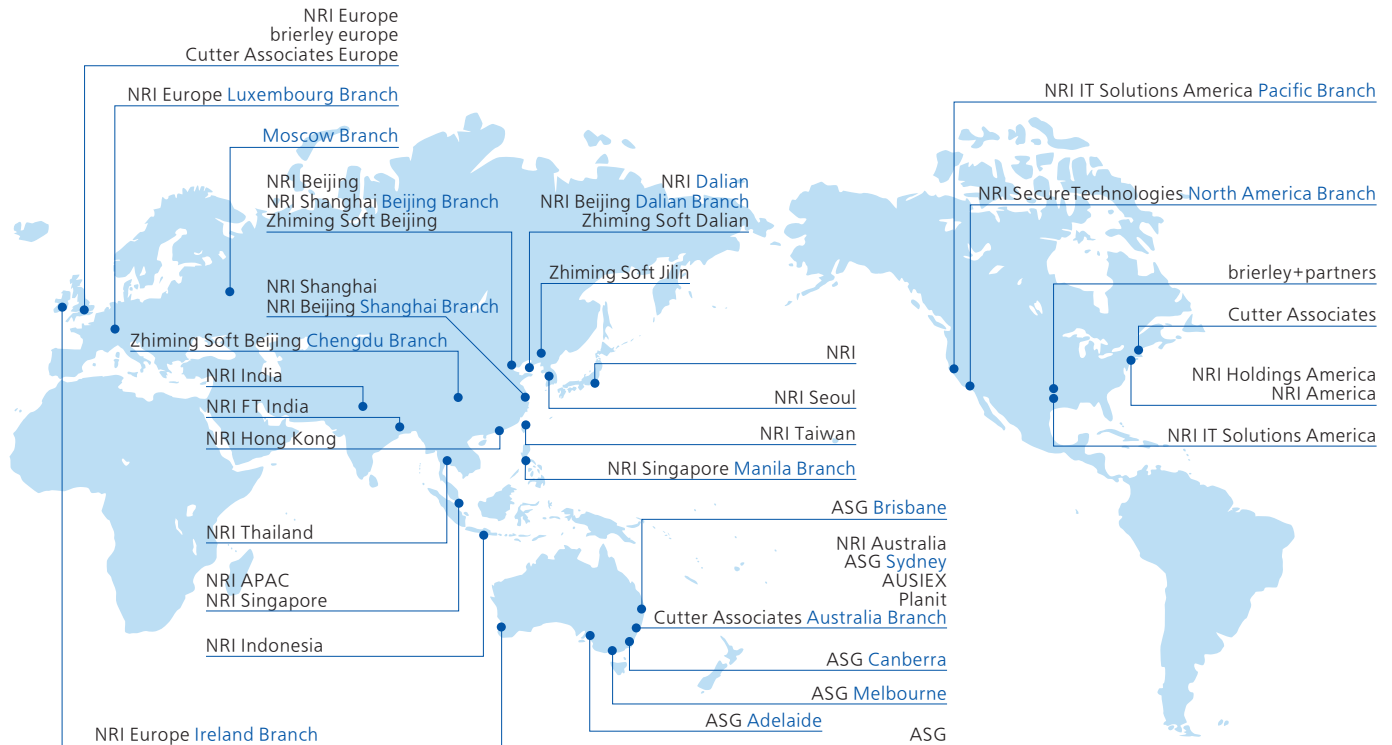 NRI Europe
brierley europe
Cutter Associates Europe
NRI Europe Luxembourg Branch
Moscow Branch
NRI Beijing
NRI Shanghai Beijing Branch
Zhiming Soft Beijing
NRI Dalian
NRI Beijing Dalian Branch
Zhiming Soft Dalian
Zhiming Soft Jilin
NRI Shanghai
NRI Beijing Shanghai Branch
Zhiming Soft Beijing Chengdu Branch
NRI India
NRI FT India
NRI Hong Kong
NRI
NRI Seoul
NRI Taiwan
NRI Singapore Manila Branch
NRI Thailand
NRI APAC
NRI Singapore
NRI Indonesia
ASG Brisbane
NRI Australia
ASG Sydney
AUSIEX
Planit
Cutter Associates Australia Branch
ASG Canberra
ASG Melbourne
ASG Adelaide
ASG
NRI Europe Ireland Branch
NRI IT Solutions America Pacific Branch
NRI SecureTechnologies North America Branch
brierley+partners
Cutter Associates
NRI Holdings America
NRI America
NRI IT Solutions America